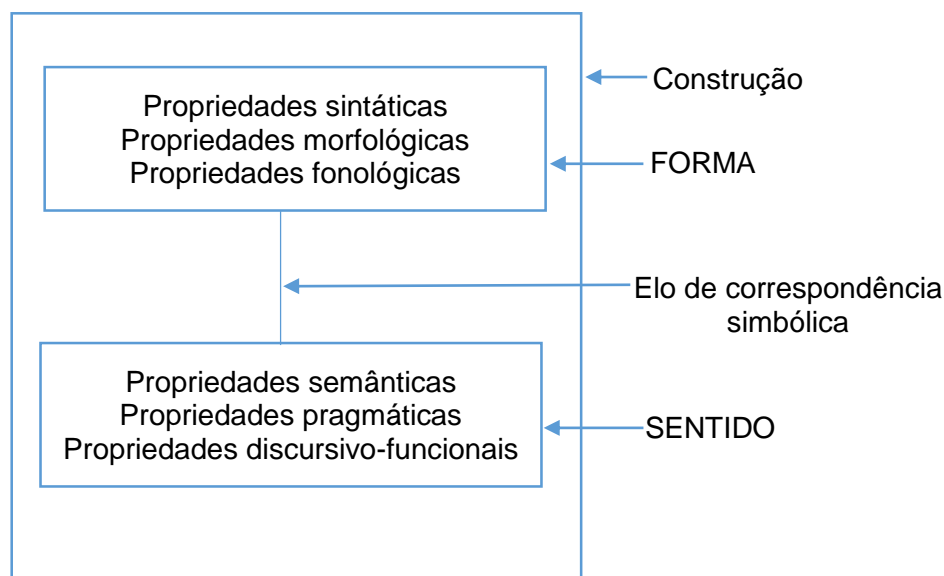 Propriedades sintáticas
Propriedades morfológicas
Propriedades fonológicas
Construção
FORMA
Elo de correspondência
simbólica
Propriedades semânticas
Propriedades pragmáticas
Propriedades discursivo-funcionais
SENTIDO